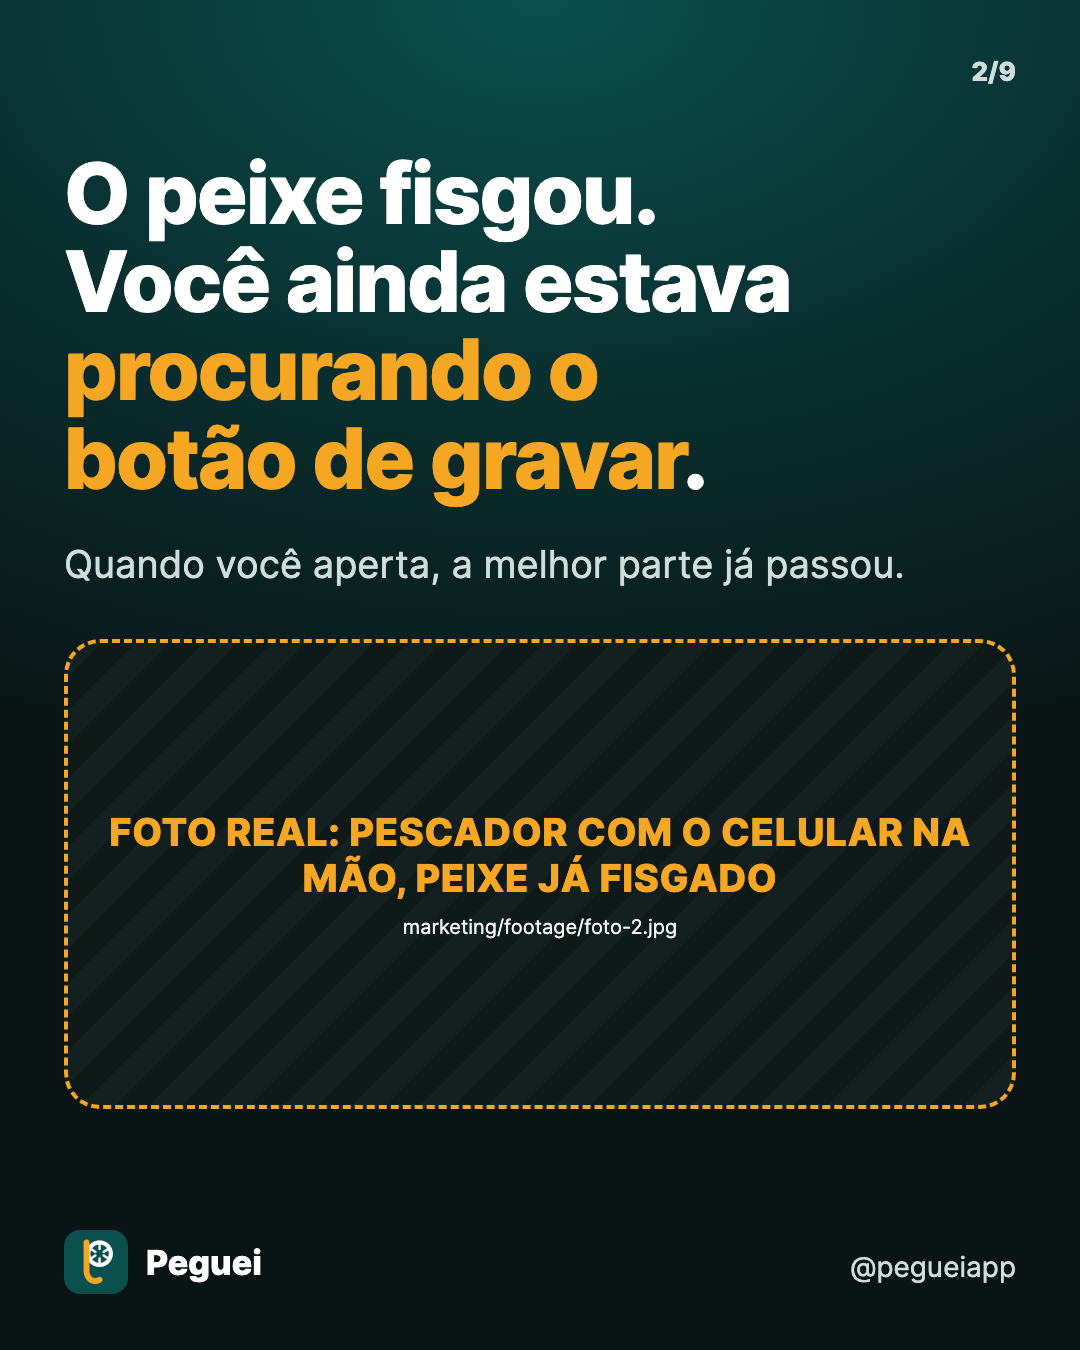 2/9
O peixe fisgou.
Você ainda estava
procurando o
botão de gravar.
Quando você aperta, a melhor parte já passou.
FOTO REAL: PESCADOR COM O CELULAR NA
MÃO, PEIXE JÁ FISGADO
marketing/footage/foto-2.jpg
Peguei
@pegueiapp